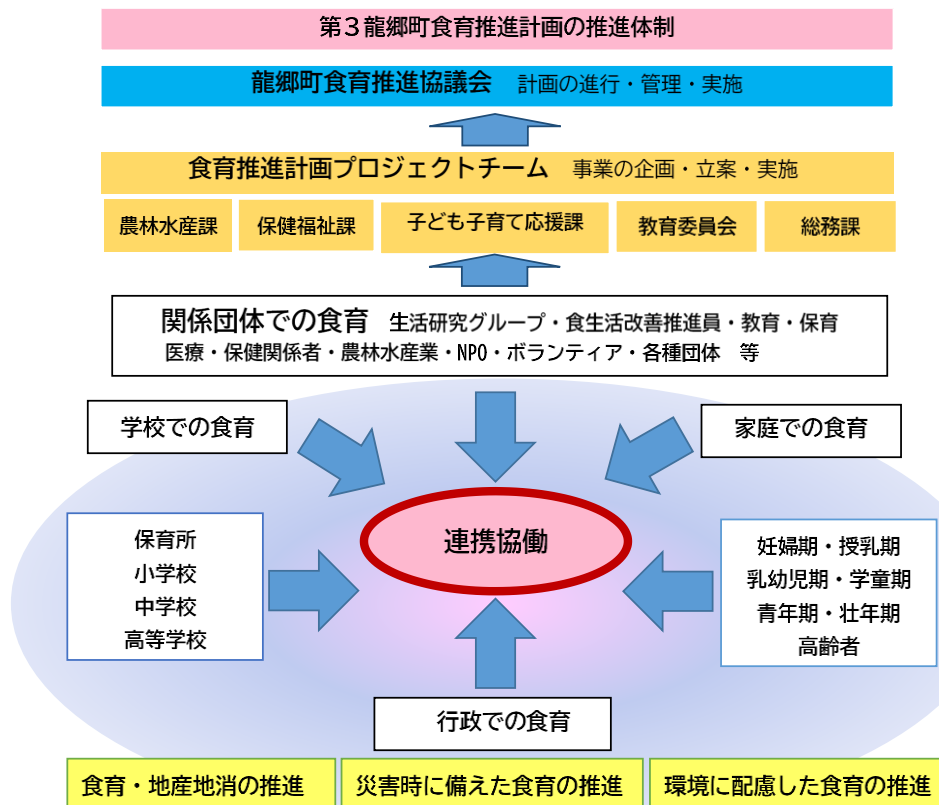 第３龍郷町食育推進計画の推進体制
龍郷町食育推進協議会　計画の進行・管理・実施
食育推進計画プロジェクトチーム　事業の企画・立案・実施
農林水産課
保健福祉課
子ども子育て応援課
教育委員会
総務課
関係団体での食育　生活研究グループ・食生活改善推進員・教育・保育
医療・保健関係者・農林水産業・NPO・ボランティア・各種団体　等
学校での食育
家庭での食育
連携協働
保育所
小学校
中学校
高等学校
妊婦期・授乳期
乳幼児期・学童期
青年期・壮年期
高齢者
行政での食育
食育・地産地消の推進
災害時に備えた食育の推進
環境に配慮した食育の推進